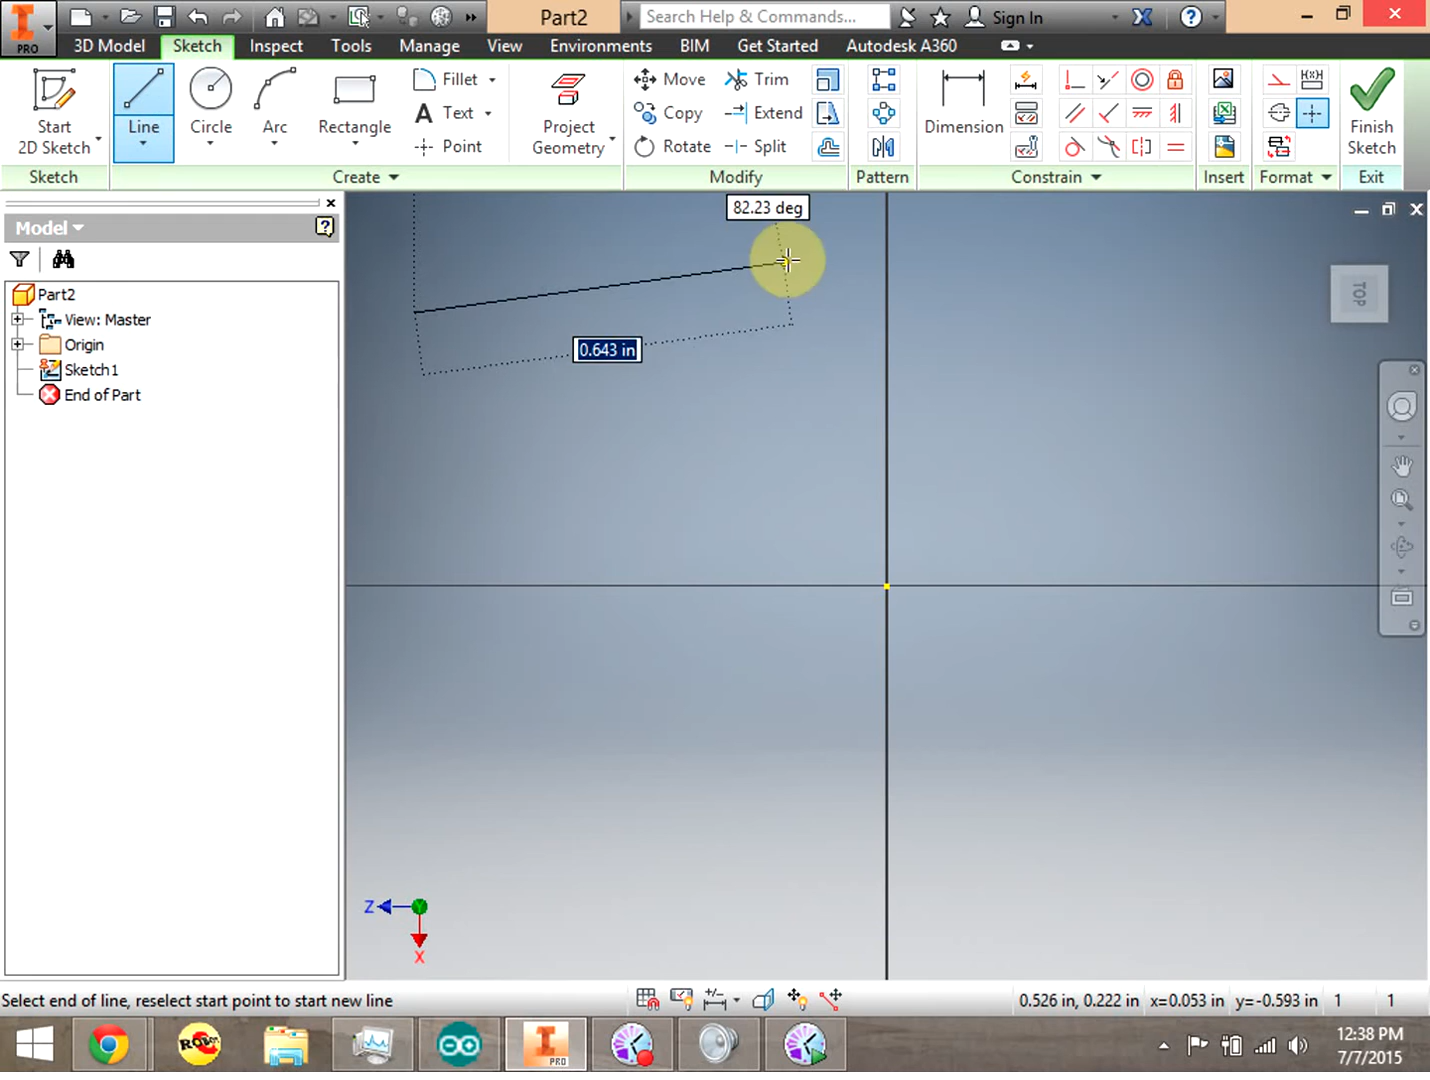 PRO
Part2
Search Help & Commands...
Sign In
3D Model
Sketch
Inspect
Tools
Manage
View
Environments
BIM
Get Started
Autodesk A360
Start
2D Sketch
Line
Circle
Arc
Rectangle
Fillet
A Text
Point
Project
Geometry
Move
Copy
Rotate
Trim
Extend
Split
Dimension
Finish
Sketch
Sketch
Create
Modify
Pattern
Constrain
Insert
Format
Exit
Model
Part2
View: Master
Origin
Sketch1
End of Part
82.23 deg
0.643 in
TOP
Z
X
Select end of line, reselect start point to start new line
0.526 in, 0.222 in x=0.053 in y=-0.593 in 1 1
ROBOT
PRO
12:38 PM
7/7/2015